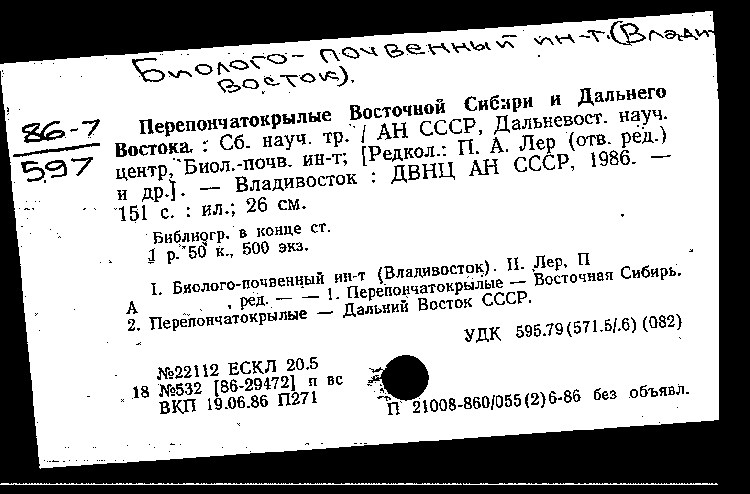 Биолого-почвенный ин-т. (Влади
восток).
86-7
597
Перепончатокрылые Восточной Сибири и Дальнего
Востока. : Сб. науч. тр. / АН СССР, Дальневост. науч.
центр, Биол.-почв. ин-т; [Редкол.: П. А. Лер (отв. ред.)
и др.]. — Владивосток : ДВНЦ АН СССР, 1986. —
151 с. : ил.; 26 см.
Библиогр. в конце ст.
1 р. 50 к., 500 экз.
I. Биолого-почвенный ин-т (Владивосток). II. Лер, П
А , ред. — — 1. Перепончатокрылые — Восточная Сибирь.
2. Перепончатокрылые — Дальний Восток СССР.
УДК 595.79(571.5/.6)(082)
№22112 ЕСКЛ 20.5
18 №532 [86-29472] п вс
ВКП 19.06.86 П271
П 21008-860/055(2)6-86 без объявл.